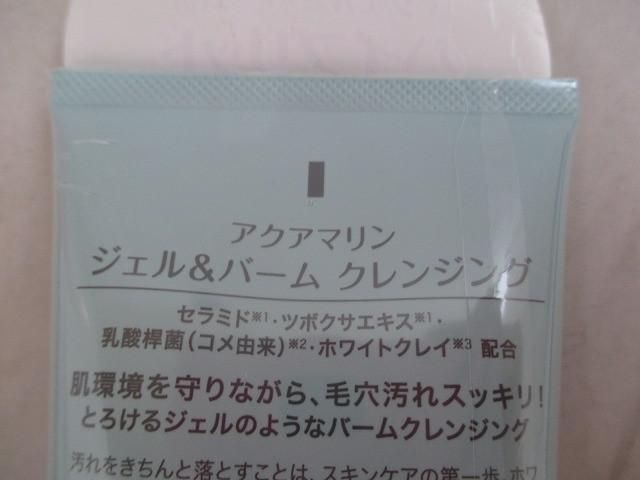 アクアマリン
ジェル&バーム クレンジング
セラミド※1・ツボクサエキス※1・
乳酸桿菌(コメ由来)※2・ホワイトクレイ※3 配合
肌環境を守りながら、毛穴汚れスッキリ!
とろけるジェルのようなバームクレンジング
汚れをきちんと落とすことは、スキンケアの第一歩。ホワ